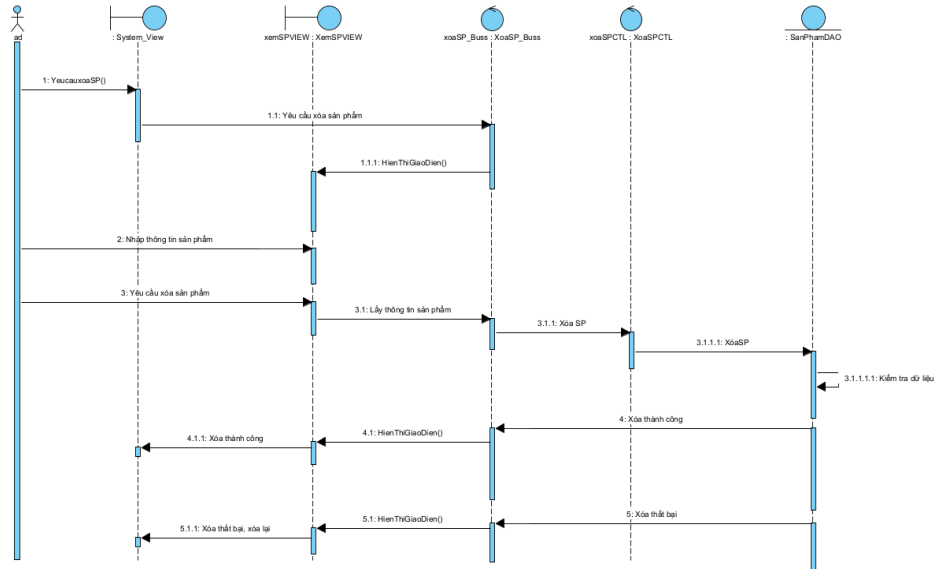 ad
: System_View
xemSPVIEW : XemSPVIEW
xoaSP_Buss : XoaSP_Buss
xoaSPCTL : XoaSPCTL
: SanPhamDAO
1: YeucauxoaSP()
1.1: Yêu cầu xóa sản phẩm
1.1.1: HienThiGiaoDien()
2: Nhập thông tin sản phẩm
3: Yêu cầu xóa sản phẩm
3.1: Lấy thông tin sản phẩm
3.1.1: Xóa SP
3.1.1.1: XóaSP
3.1.1.1.1: Kiểm tra dữ liệu
4: Xóa thành công
4.1: HienThiGiaoDien()
4.1.1: Xóa thành công
5: Xóa thất bại
5.1: HienThiGiaoDien()
5.1.1: Xóa thất bại, xóa lại